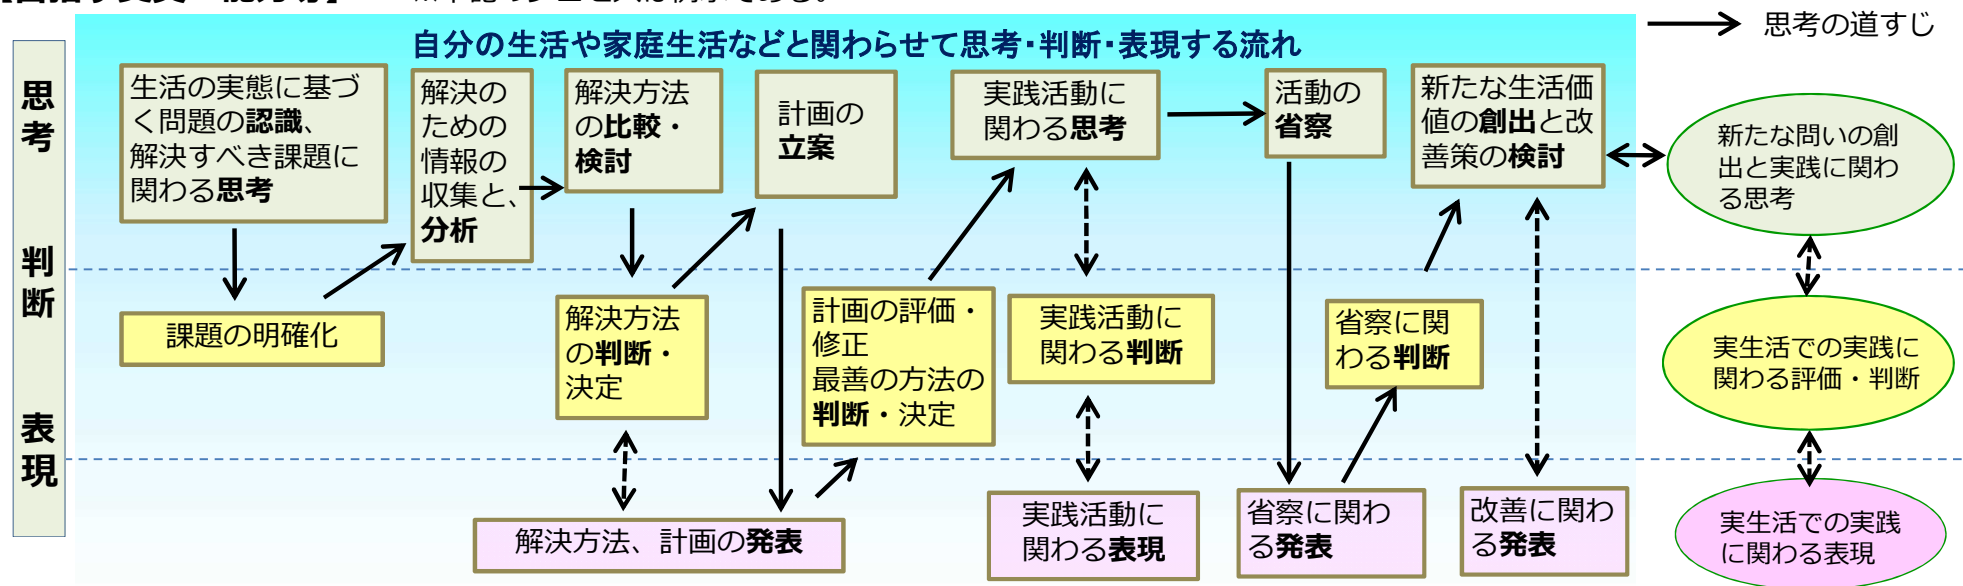 思考の道すじ
自分の生活や家庭生活などと関わらせて思考・判断・表現する流れ
思考
判断
表現
生活の実態に基づ
く問題の認識、
解決すべき課題に
関わる思考
解決の
ための
情報の
収集と、
分析
解決方法
の比較・
検討
計画の
立案
実践活動に
関わる思考
活動の
省察
新たな生活価
値の創出と改
善策の検討
新たな問いの創
出と実践に関わ
る思考
課題の明確化
解決方法
の判断・
決定
計画の評価・
修正
最善の方法の
判断・決定
実践活動に
関わる判断
省察に関
わる判断
実生活での実践に
関わる評価・判断
解決方法、計画の発表
実践活動に
関わる表現
省察に関わ
る発表
改善に関わ
る発表
実生活での実践
に関わる表現